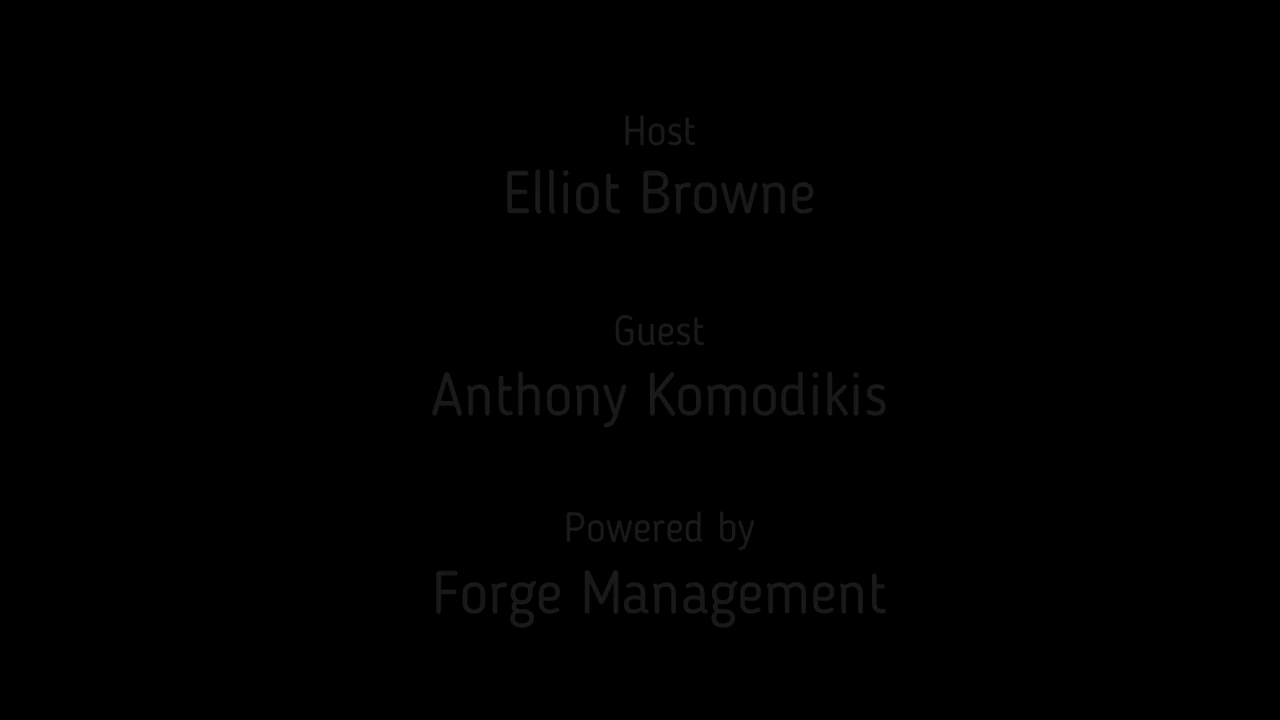 Host
Elliot Browne
Guest
Anthony Komodikis
Powered by
Forge Management